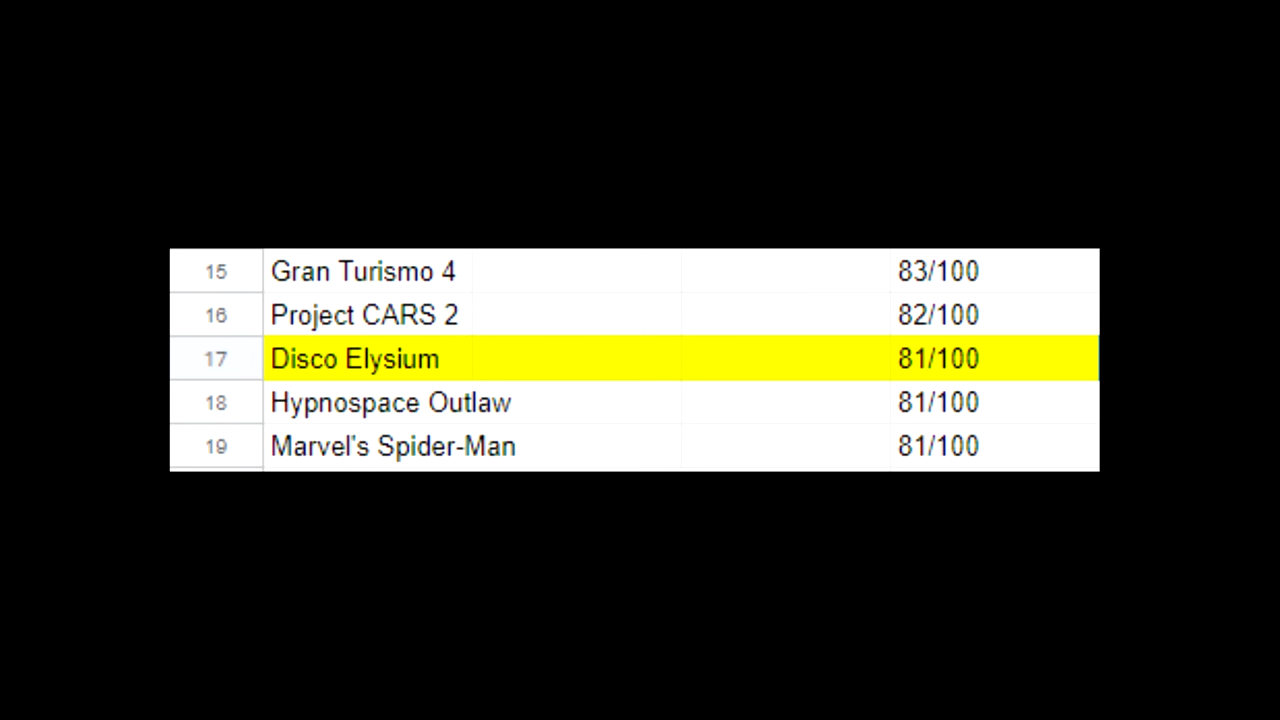 15 Gran Turismo 4 83/100
16 Project CARS 2 82/100
17 Disco Elysium 81/100
18 Hypnospace Outlaw 81/100
19 Marvel's Spider-Man 81/100